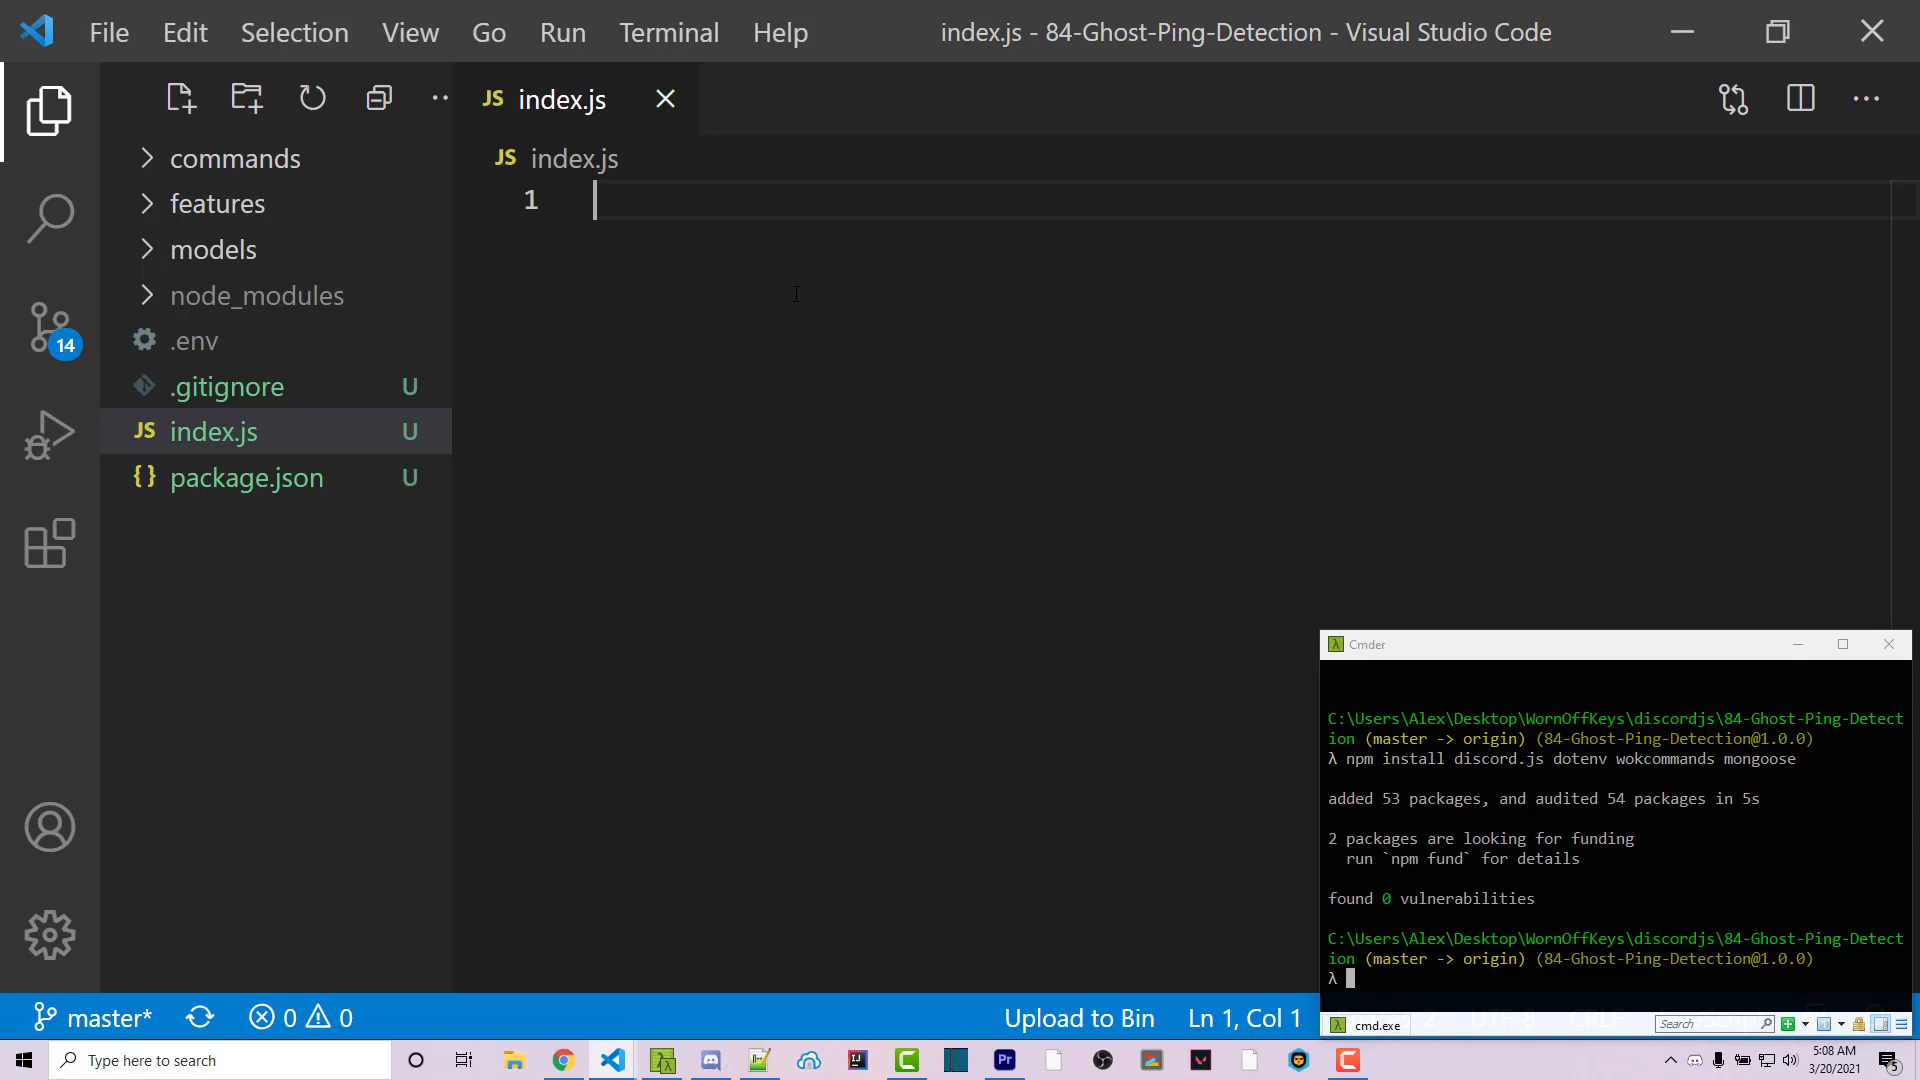 File Edit Selection View Go Run Terminal Help index.js - 84-Ghost-Ping-Detection - Visual Studio Code
JS index.js
JS index.js
1
commands
features
models
node_modules
.env
.gitignore U
JS index.js U
{} package.json U
14
Cmder
C:\Users\Alex\Desktop\WornOffKeys\discordjs\84-Ghost-Ping-Detect
ion (master -> origin) (84-Ghost-Ping-Detection@1.0.0)
λ npm install discord.js dotenv wokcommands mongoose
added 53 packages, and audited 54 packages in 5s
2 packages are looking for funding
run `npm fund` for details
found 0 vulnerabilities
C:\Users\Alex\Desktop\WornOffKeys\discordjs\84-Ghost-Ping-Detect
ion (master -> origin) (84-Ghost-Ping-Detection@1.0.0)
λ
cmd.exe Search
master* 0 0 Upload to Bin Ln 1, Col 1
Type here to search
Pr
5:08 AM
3/20/2021
5